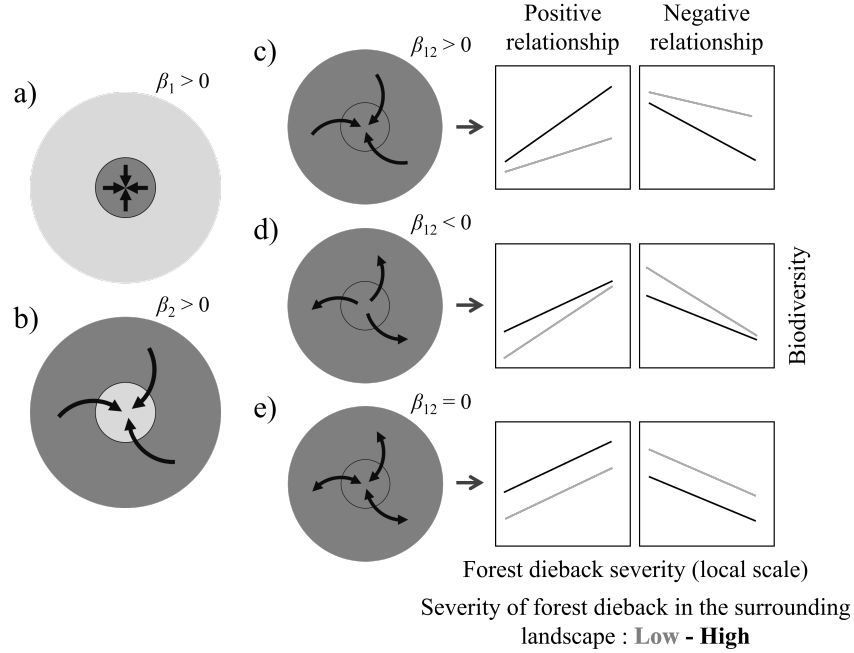 Positive
relationship
Negative
relationship
a)
β1 > 0
b)
β2 > 0
c)
β12 > 0
d)
β12 < 0
e)
β12 = 0
Biodiversity
Forest dieback severity (local scale)
Severity of forest dieback in the surrounding
landscape : Low - High